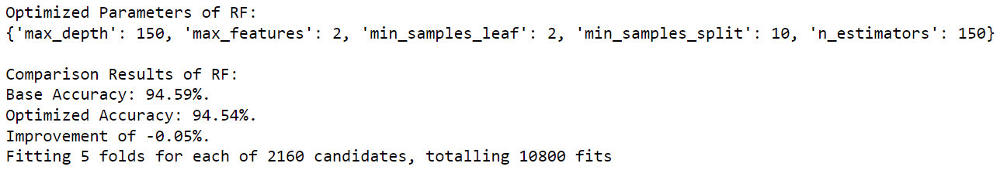 Optimized Parameters of RF:
{'max_depth': 150, 'max_features': 2, 'min_samples_leaf': 2, 'min_samples_split': 10, 'n_estimators': 150}
Comparison Results of RF:
Base Accuracy: 94.59%.
Optimized Accuracy: 94.54%.
Improvement of -0.05%.
Fitting 5 folds for each of 2160 candidates, totalling 10800 fits